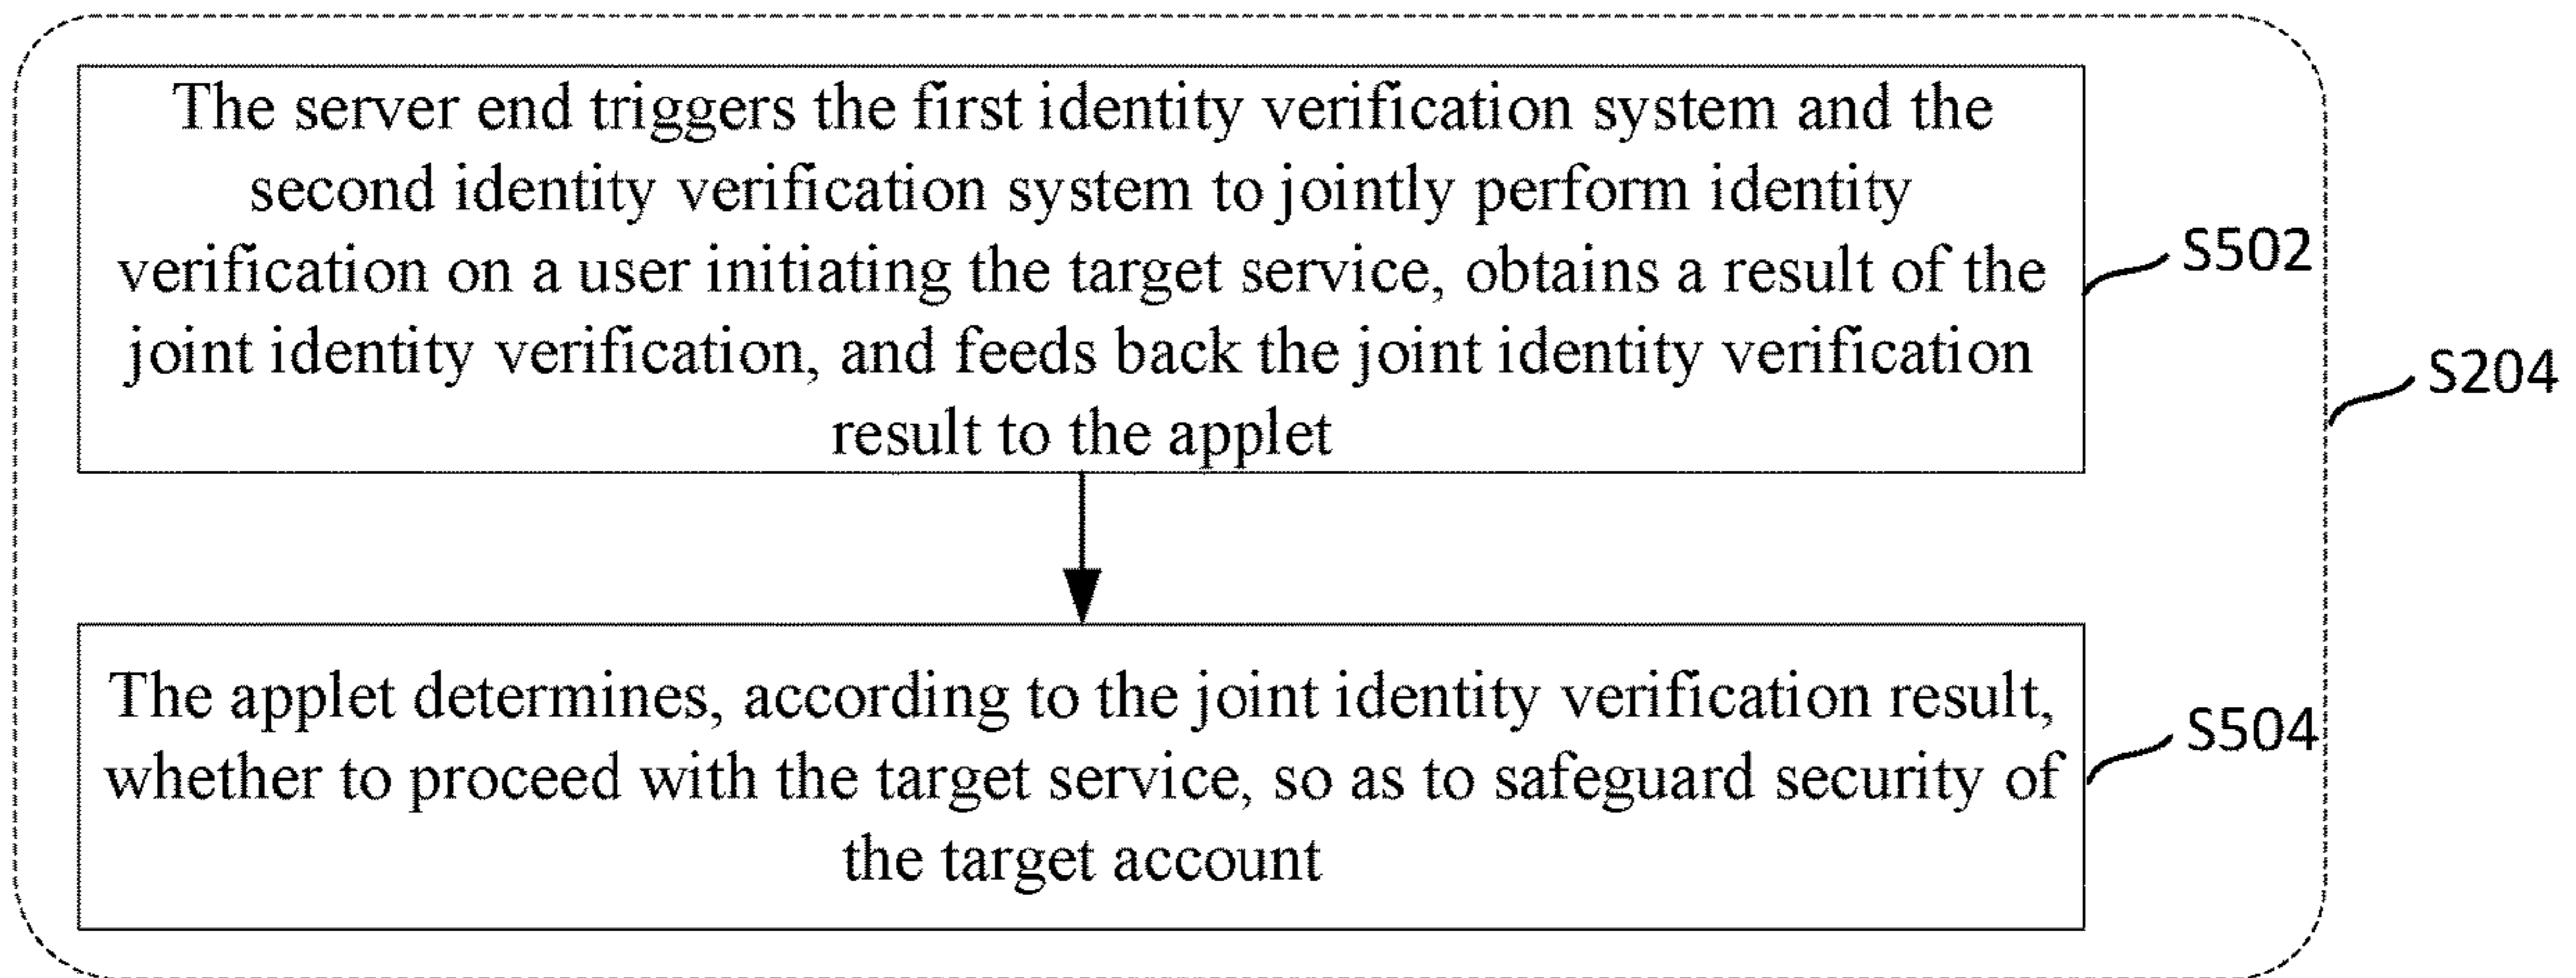 The server end triggers the first identity verification system and the
second identity verification system to jointly perform identity
verification on a user initiating the target service, obtains a result of the
joint identity verification, and feeds back the joint identity verification
result to the applet
S502
S204
The applet determines, according to the joint identity verification result,
whether to proceed with the target service, so as to safeguard security of
the target account
S504